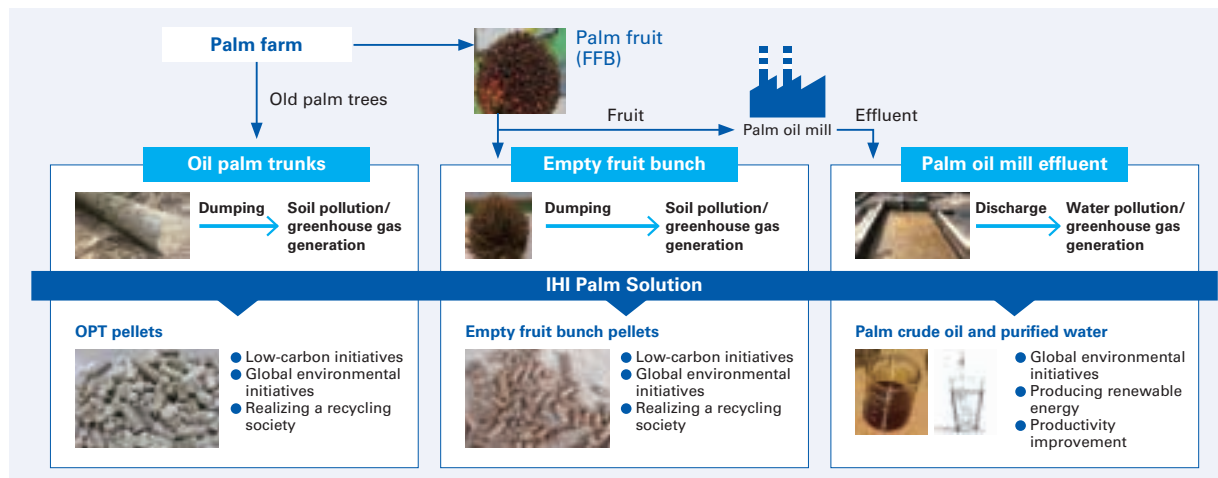 Palm farm
Palm fruit
(FFB)
Old palm trees
Fruit
Palm oil mill
Effluent
Oil palm trunks
Dumping
Soil pollution/
greenhouse gas
generation
Empty fruit bunch
Dumping
Soil pollution/
greenhouse gas
generation
Palm oil mill effluent
Discharge
Water pollution/
greenhouse gas
generation
IHI Palm Solution
OPT pellets
● Low-carbon initiatives
● Global environmental
initiatives
● Realizing a recycling
society
Empty fruit bunch pellets
● Low-carbon initiatives
● Global environmental
initiatives
● Realizing a recycling
society
Palm crude oil and purified water
● Global environmental
initiatives
● Producing renewable
energy
● Productivity
improvement